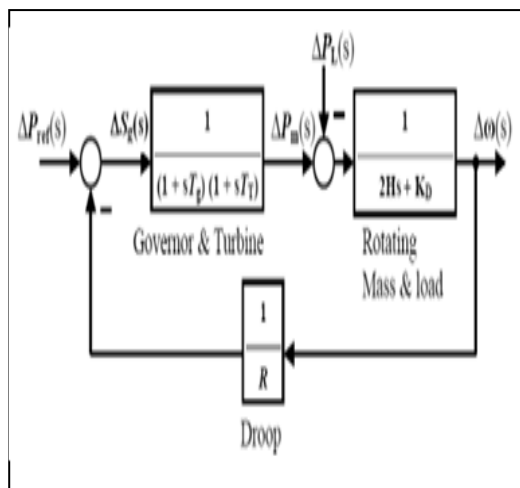 ΔP_L(s)
ΔP_ref(s)
ΔS_g(s)
1
(1 + sT_g) (1 + sT_T)
ΔP_m(s)
1
2Hs + K_D
Δω(s)
Governor & Turbine
Rotating
Mass & load
1
R
Droop